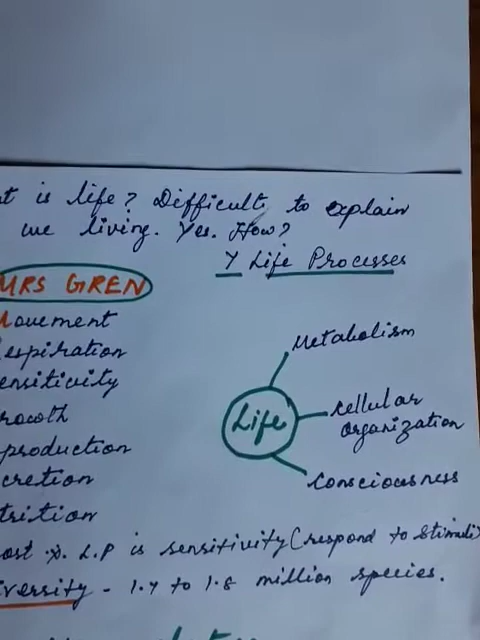 t is life? Difficult to explain
we living. Yes. How?
7 Life Processes
MRS GREN
Movement
espiration
ensitivity
rowth
production
cretion
trition
Metabolism
Life
cellular
organization
Consciousness
ost L.P is sensitivity (respond to stimuli)
versity - 1.7 to 1.8 million species.